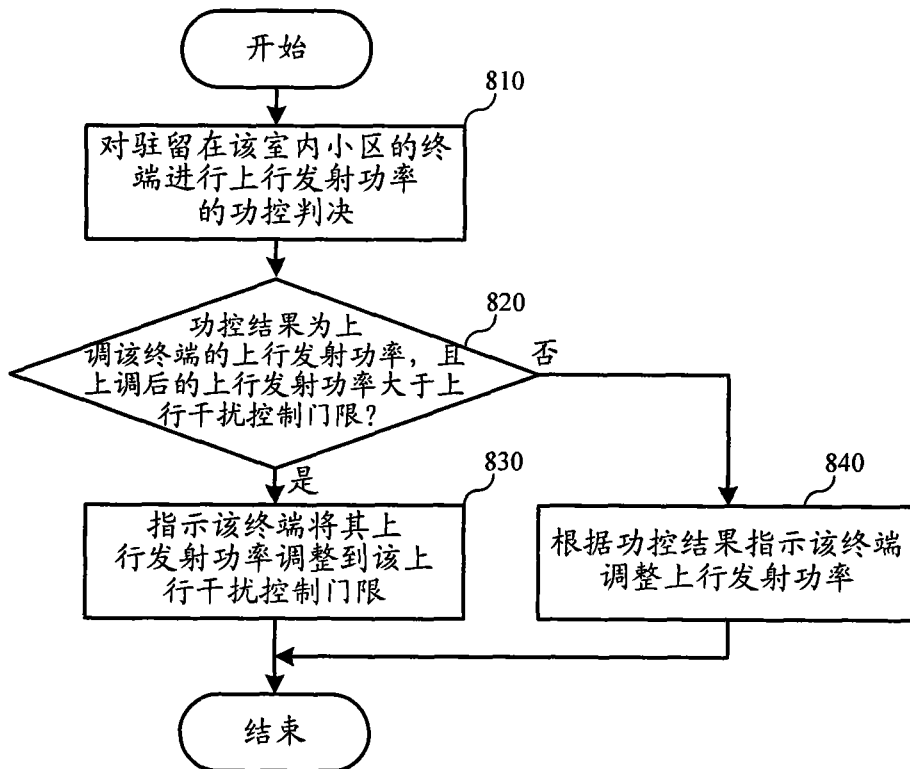 开始
810
对驻留在该室内小区的终
端进行上行发射功率
的功控判决
820
功控结果为上
调该终端的上行发射功率，且
上调后的上行发射功率大于上
行干扰控制门限？
否
是
830
指示该终端将其上
行发射功率调整到该上
行干扰控制门限
840
根据功控结果指示该终端
调整上行发射功率
结束